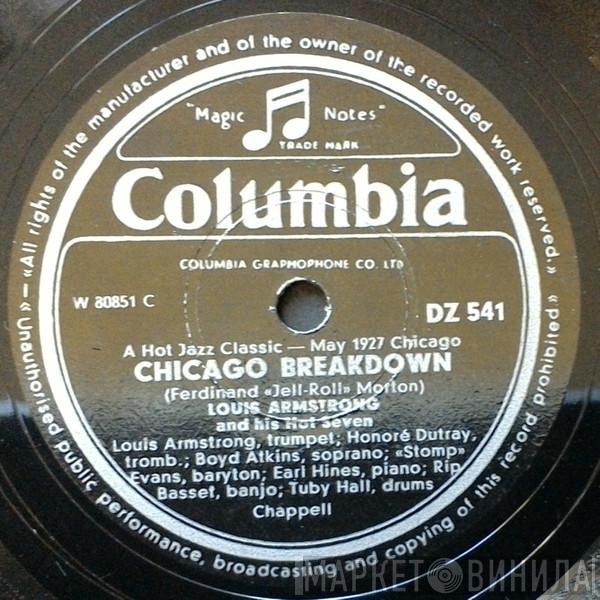 «All rights of the manufacturer and of the owner of the recorded work reserved.»
"Magic Notes"
TRADE MARK
Columbia
COLUMBIA GRAPHOPHONE CO. LTD
W 80851 C
DZ 541
A Hot Jazz Classic — May 1927 Chicago
CHICAGO BREAKDOWN
(Ferdinand «Jell-Roll» Morton)
LOUIS ARMSTRONG
and his Hot Seven
Louis Armstrong, trumpet; Honoré Dutray,
tromb.; Boyd Atkins, soprano; «Stomp»
Evans, baryton; Earl Hines, piano; Rip
Basset, banjo; Tuby Hall, drums
Chappell
«Unauthorised public performance, broadcasting and copying of this record prohibited.»
МАРКЕТ ВИНИЛА